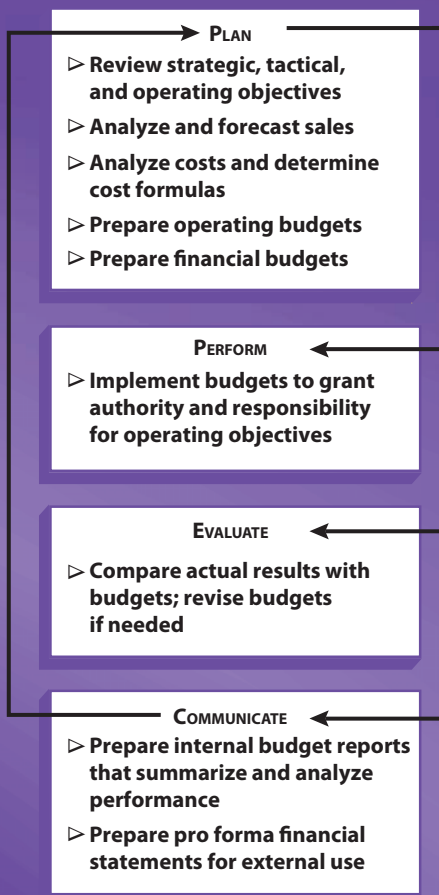 PLAN
▷ Review strategic, tactical,
and operating objectives
▷ Analyze and forecast sales
▷ Analyze costs and determine
cost formulas
▷ Prepare operating budgets
▷ Prepare financial budgets
PERFORM
▷ Implement budgets to grant
authority and responsibility
for operating objectives
EVALUATE
▷ Compare actual results with
budgets; revise budgets
if needed
COMMUNICATE
▷ Prepare internal budget reports
that summarize and analyze
performance
▷ Prepare pro forma financial
statements for external use